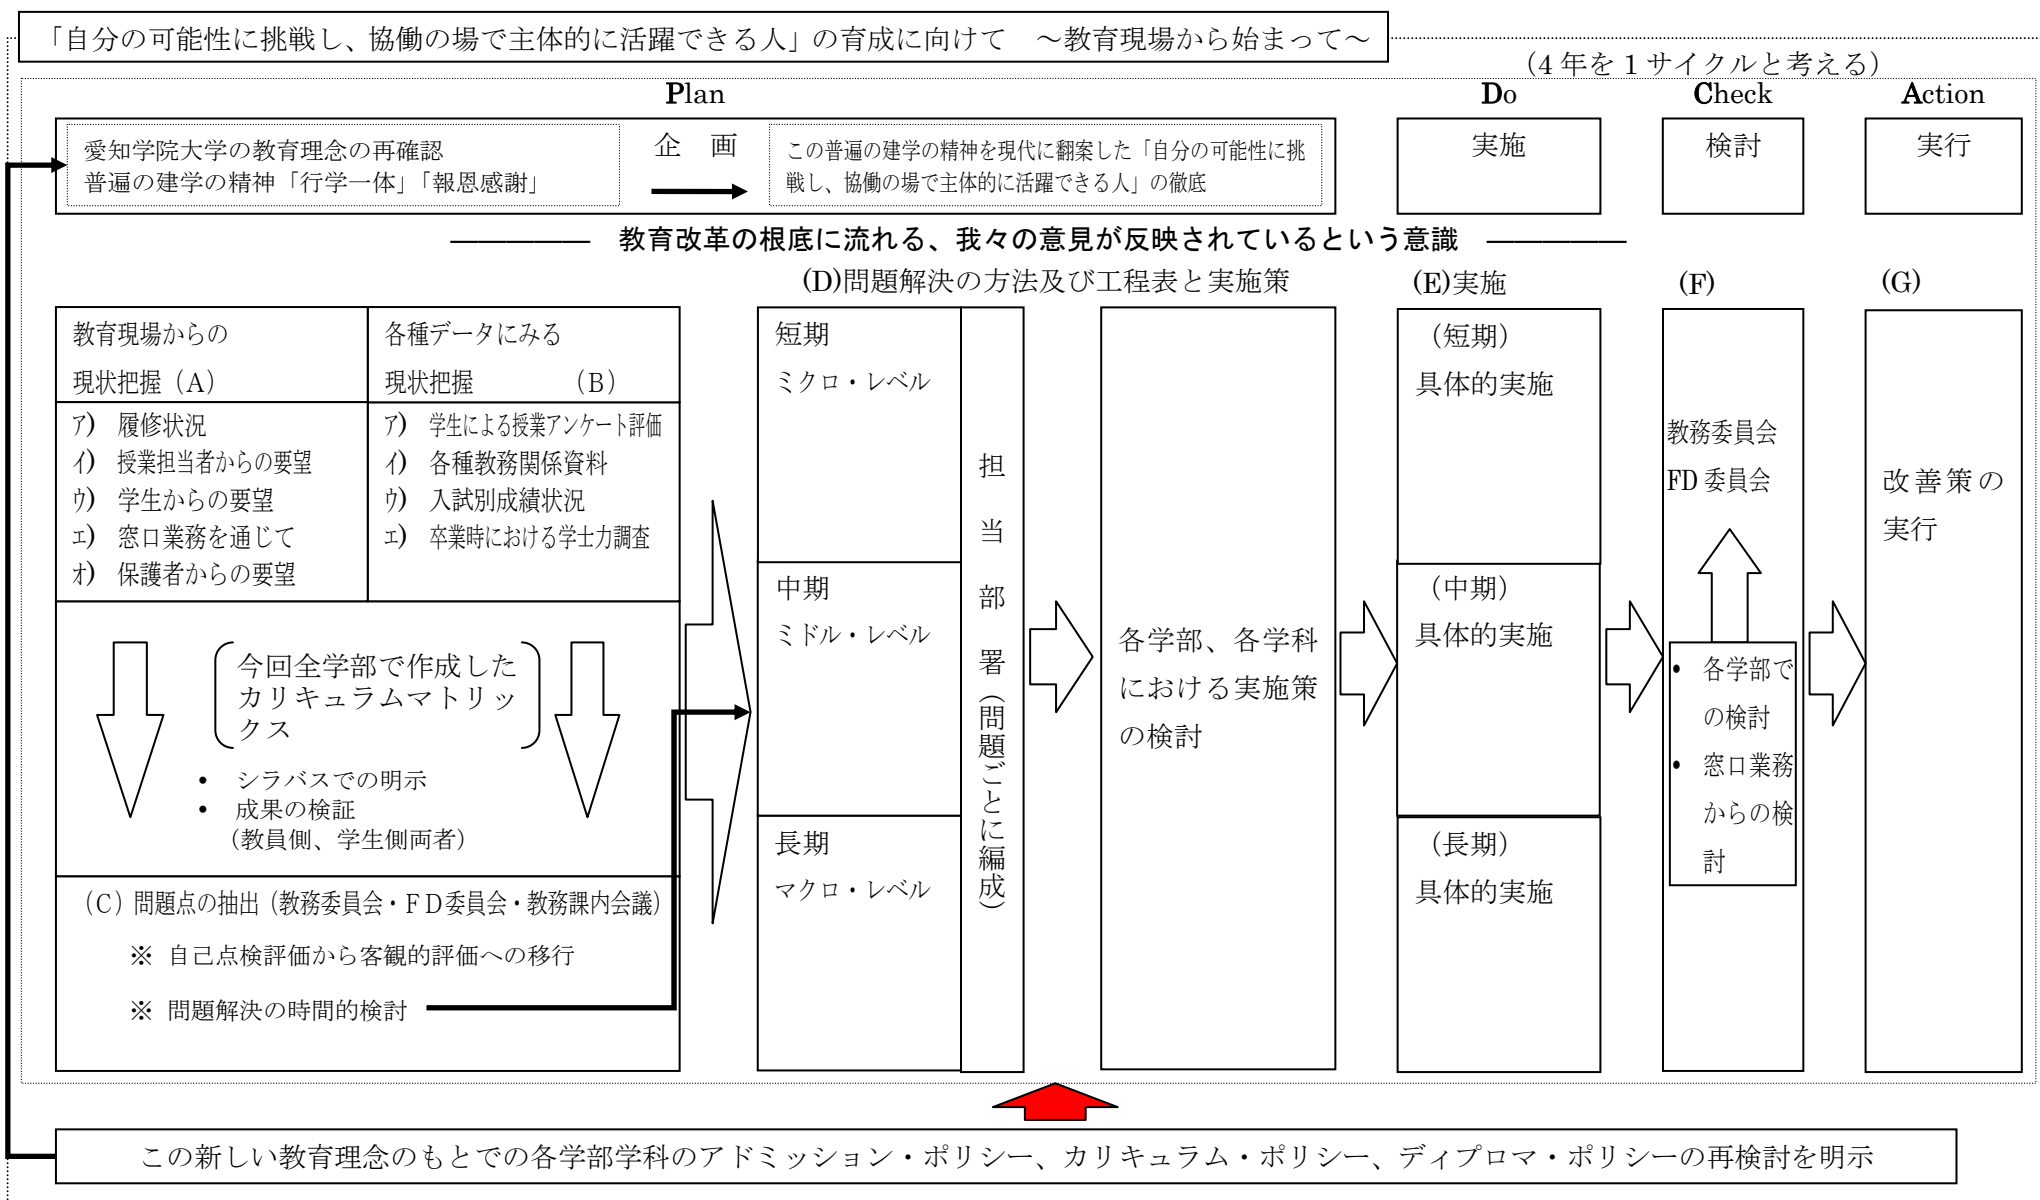 「自分の可能性に挑戦し、協働の場で主体的に活躍できる人」の育成に向けて　～教育現場から始まって～
（4年を1サイクルと考える）
Plan
Do
Check
Action
愛知学院大学の教育理念の再確認
普遍の建学の精神「行学一体」「報恩感謝」
企　画
この普遍の建学の精神を現代に翻案した「自分の可能性に挑
戦し、協働の場で主体的に活躍できる人」の徹底
実施
検討
実行
―――――　教育改革の根底に流れる、我々の意見が反映されているという意識　―――――
(D)問題解決の方法及び工程表と実施策
(E)実施
(F)
(G)
教育現場からの
現状把握（A）
各種データにみる
現状把握　　　（B）
ア)　履修状況
イ)　授業担当者からの要望
ウ)　学生からの要望
エ)　窓口業務を通じて
オ)　保護者からの要望
ア)　学生による授業アンケート評価
イ)　各種教務関係資料
ウ)　入試別成績状況
エ)　卒業時における学士力調査
今回全学部で作成した
カリキュラムマトリッ
クス
• シラバスでの明示
• 成果の検証
（教員側、学生側両者）
（C）問題点の抽出（教務委員会・ＦＤ委員会・教務課内会議）
※ 自己点検評価から客観的評価への移行
※ 問題解決の時間的検討
短期
ミクロ・レベル
中期
ミドル・レベル
長期
マクロ・レベル
担当部署（問題ごとに編成）
各学部、各学科
における実施策
の検討
（短期）
具体的実施
（中期）
具体的実施
（長期）
具体的実施
教務委員会
FD 委員会
• 各学部で
の検討
• 窓口業務
からの検
討
改善策の
実行
この新しい教育理念のもとでの各学部学科のアドミッション・ポリシー、カリキュラム・ポリシー、ディプロマ・ポリシーの再検討を明示